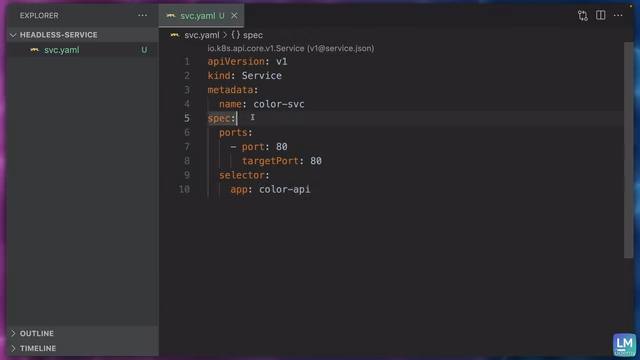 EXPLORER
···
svc.yaml U ×
···
HEADLESS-SERVICE
svc.yaml U
svc.yaml > {} spec
io.k8s.api.core.v1.Service (v1@service.json)
1 apiVersion: v1
2 kind: Service
3 metadata:
4 name: color-svc
5 spec:
6 ports:
7 - port: 80
8 targetPort: 80
9 selector:
10 app: color-api
OUTLINE
TIMELINE
LM